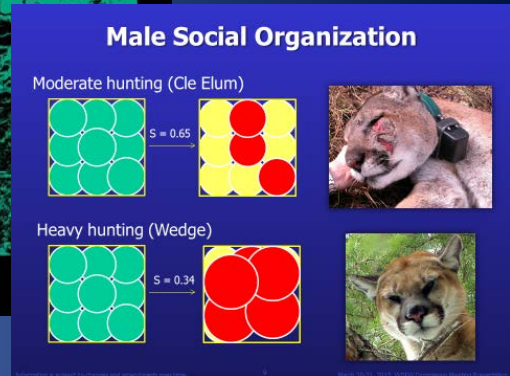 Male Social Organization
Moderate hunting (Cle Elum)
S = 0.65
Heavy hunting (Wedge)
S = 0.34